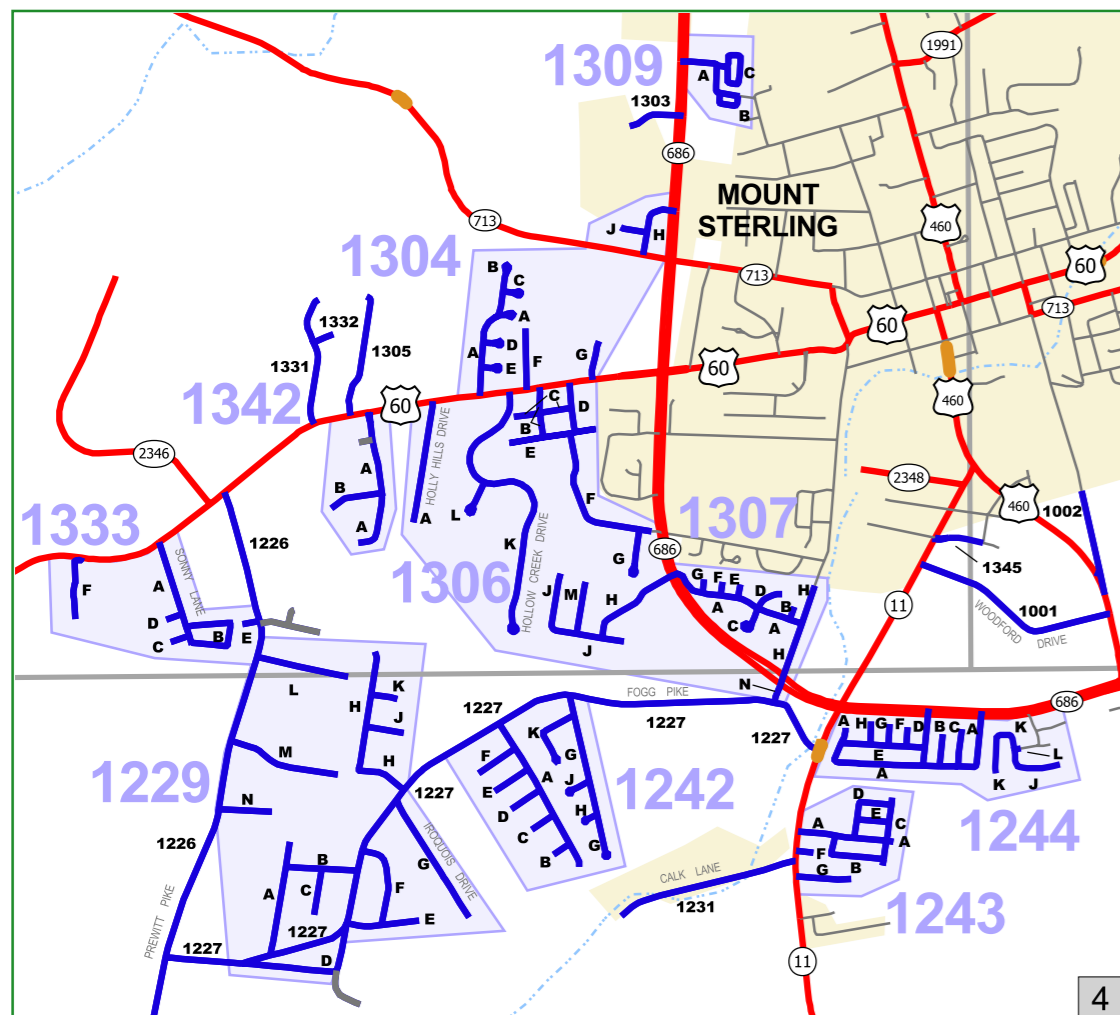 1991
1309
A
C
B
1303
686
MOUNT
STERLING
460
J
H
713
1304
713
60
713
B
C
A
D
A
E
F
G
60
60
1332
1305
1331
1342
60
460
C
D
B
E
A
B
A
HOLLY HILLS DRIVE
A
L
F
K
HOLLOW CREEK DRIVE
G
2346
2348
460
1002
1333
1307
686
1345
1226
SONNY LANE
F
A
D
C
B
E
1306
J
M
H
J
G
F
E
D
H
A
B
C
A
H
N
11
1001
WOODFORD DRIVE
L
K
H
J
H
M
N
1229
1226
FOGG PIKE
1227
1227
1227
1227
686
A
H
G
F
D
B
C
A
K
E
A
L
K
J
1244
K
F
A
G
E
J
D
H
C
B
G
1242
IROQUOIS DRIVE
G
B
A
C
F
E
1227
1227
D
PREWITT PIKE
D
A
E
C
A
F
B
G
1243
CALK LANE
1231
11
4